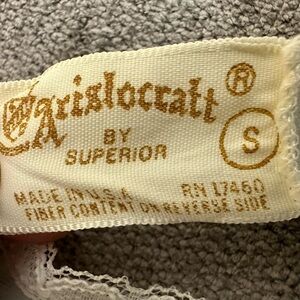 Aristocraft ®
BY
SUPERIOR
S
MADE IN U.S.A. RN 17460
FIBER CONTENT ON REVERSE SIDE